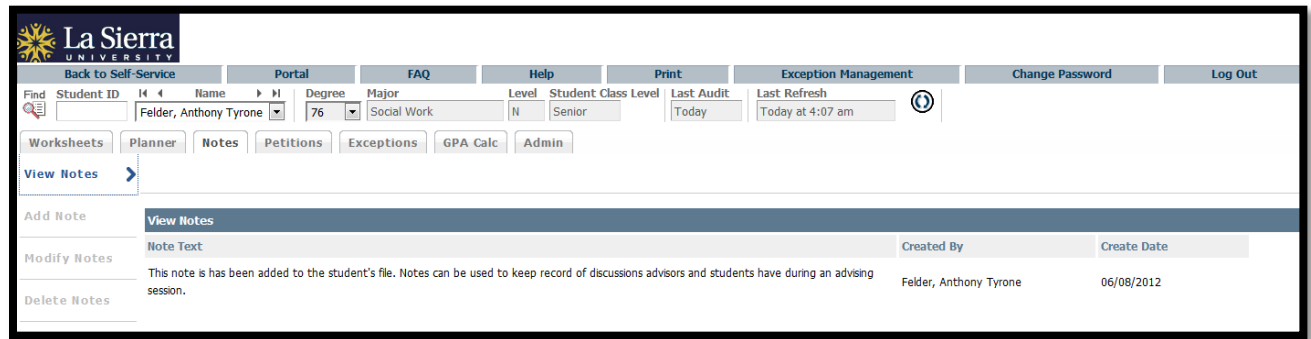 La Sierra
UNIVERSITY
Back to Self-Service Portal FAQ Help Print Exception Management Change Password Log Out
Find Student ID Name Degree Major Level Student Class Level Last Audit Last Refresh
Felder, Anthony Tyrone 76 Social Work N Senior Today Today at 4:07 am
Worksheets Planner Notes Petitions Exceptions GPA Calc Admin
View Notes
Add Note
Modify Notes
Delete Notes
View Notes
Note Text Created By Create Date
This note is has been added to the student's file. Notes can be used to keep record of discussions advisors and students have during an advising
session.
Felder, Anthony Tyrone 06/08/2012